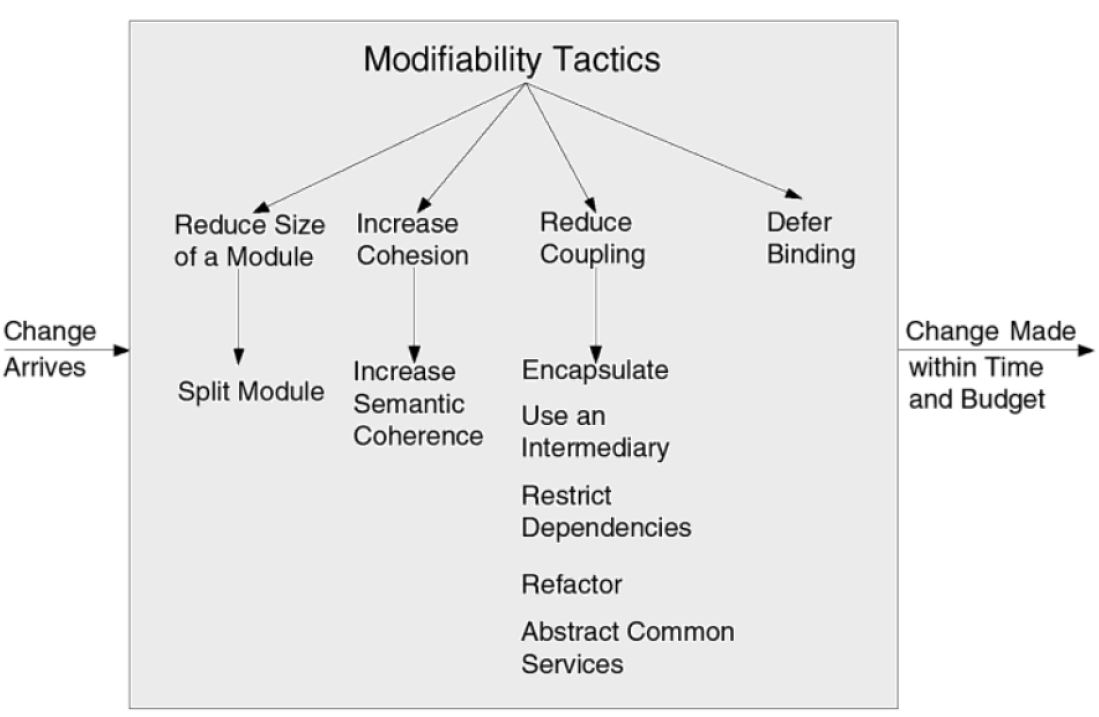 Modifiability Tactics
Reduce Size
of a Module
Increase
Cohesion
Reduce
Coupling
Defer
Binding
Change
Arrives
Split Module
Increase
Semantic
Coherence
Encapsulate
Use an
Intermediary
Restrict
Dependencies
Refactor
Abstract Common
Services
Change Made
within Time
and Budget